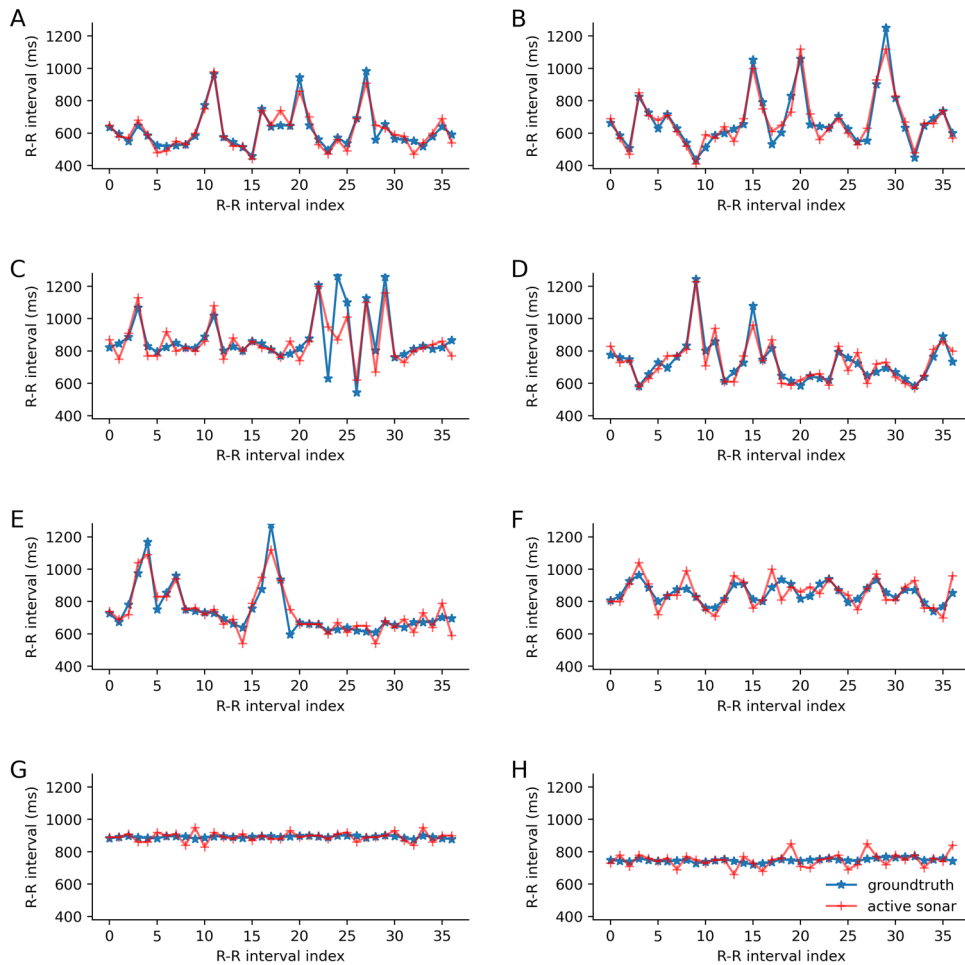 A
R-R interval (ms)
1200
1000
800
600
400
0 5 10 15 20 25 30 35
R-R interval index
B
R-R interval (ms)
1200
1000
800
600
400
0 5 10 15 20 25 30 35
R-R interval index
C
R-R interval (ms)
1200
1000
800
600
400
0 5 10 15 20 25 30 35
R-R interval index
D
R-R interval (ms)
1200
1000
800
600
400
0 5 10 15 20 25 30 35
R-R interval index
E
R-R interval (ms)
1200
1000
800
600
400
0 5 10 15 20 25 30 35
R-R interval index
F
R-R interval (ms)
1200
1000
800
600
400
0 5 10 15 20 25 30 35
R-R interval index
G
R-R interval (ms)
1200
1000
800
600
400
0 5 10 15 20 25 30 35
R-R interval index
H
R-R interval (ms)
1200
1000
800
600
400
groundtruth
active sonar
0 5 10 15 20 25 30 35
R-R interval index